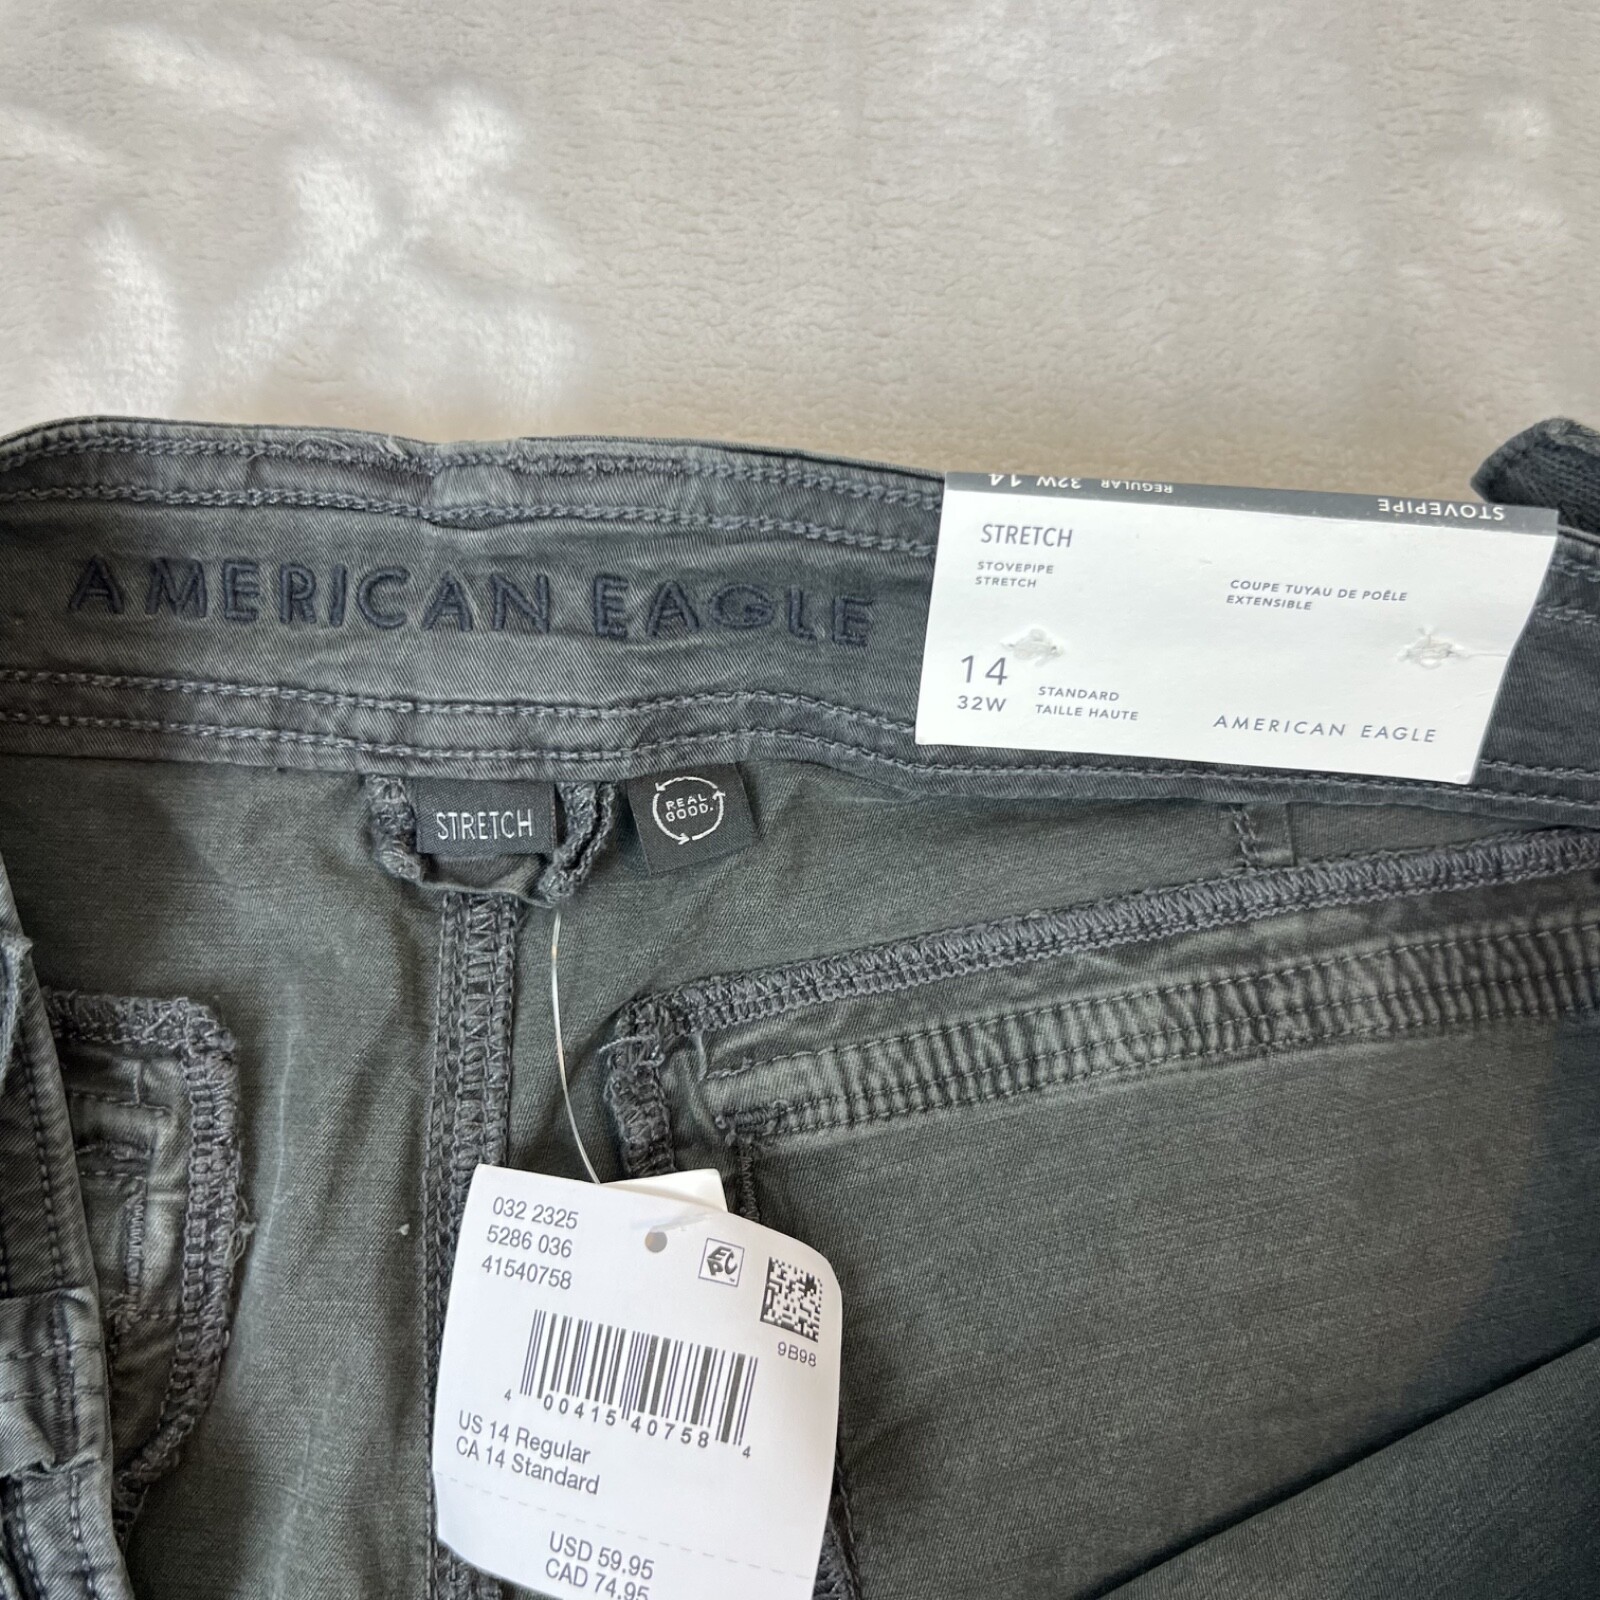 STOVEPIPE
REGULAR 32W 14
STRETCH
STOVEPIPE
STRETCH
COUPE TUYAU DE POÊLE
EXTENSIBLE
14
32W
STANDARD
TAILLE HAUTE
AMERICAN EAGLE
AMERICAN EAGLE
STRETCH
REAL
GOOD.
032 2325
5286 036
41540758
EPC
9B98
4 00415 40758 4
US 14 Regular
CA 14 Standard
USD 59.95
CAD 74.95